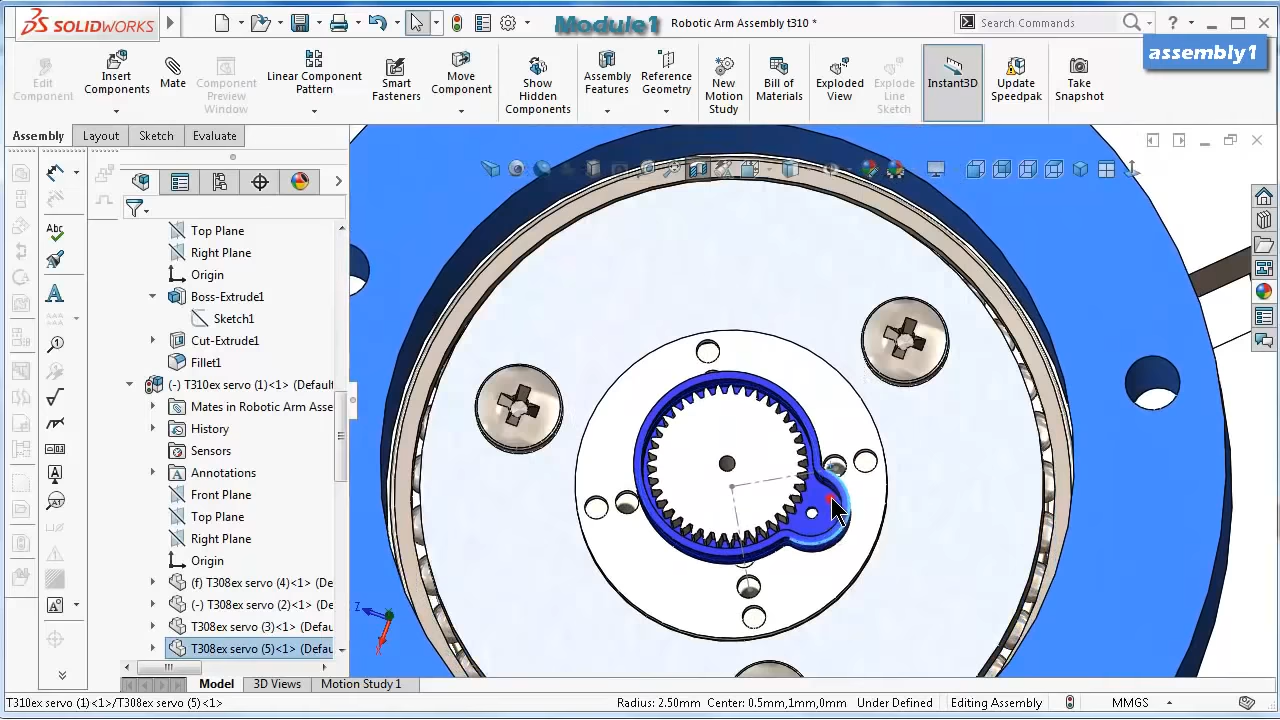 SOLIDWORKS
Module1
Robotic Arm Assembly t310 *
Search Commands
assembly1
Edit
Component
Insert
Components
Mate
Component
Preview
Window
Linear Component
Pattern
Smart
Fasteners
Move
Component
Show
Hidden
Components
Assembly
Features
Reference
Geometry
New
Motion
Study
Bill of
Materials
Exploded
View
Explode
Line
Sketch
Instant3D
Update
Speedpak
Take
Snapshot
Assembly
Layout
Sketch
Evaluate
Top Plane
Right Plane
Origin
Boss-Extrude1
Sketch1
Cut-Extrude1
Fillet1
(-) T310ex servo (1)<1> (Default
Mates in Robotic Arm Asse
History
Sensors
Annotations
Front Plane
Top Plane
Right Plane
Origin
(f) T308ex servo (4)<1> (De
(-) T308ex servo (2)<1> (De
T308ex servo (3)<1> (Defau
T308ex servo (5)<1> (Defau
Z
X
Model
3D Views
Motion Study 1
T310ex servo (1)<1>/T308ex servo (5)<1>
Radius: 2.50mm Center: 0.5mm,1mm,0mm
Under Defined
Editing Assembly
MMGS